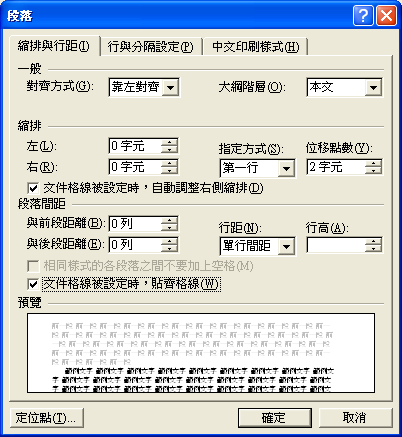 段落
縮排與行距(I)
行與分隔設定(P)
中文印刷樣式(H)
一般
對齊方式(G): 靠左對齊
大綱階層(O): 本文
縮排
左(L): 0 字元
右(R): 0 字元
指定方式(S): 第一行
位移點數(Y): 2 字元
文件格線被設定時，自動調整右側縮排(D)
段落間距
與前段距離(B): 0 列
與後段距離(E): 0 列
行距(N): 單行間距
行高(A):
相同樣式的各段落之間不要加上空格(M)
文件格線被設定時，貼齊格線(W)
預覽
定位點(T)...
確定
取消